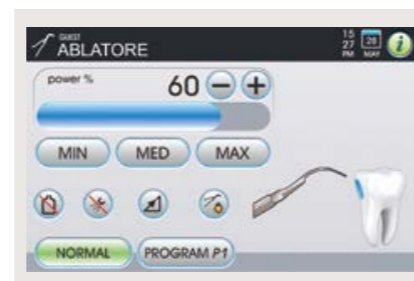 GUEST
ABLATORE
15
27
PM
28
MAY
i
power %
60
MIN MED MAX
NORMAL PROGRAM P1